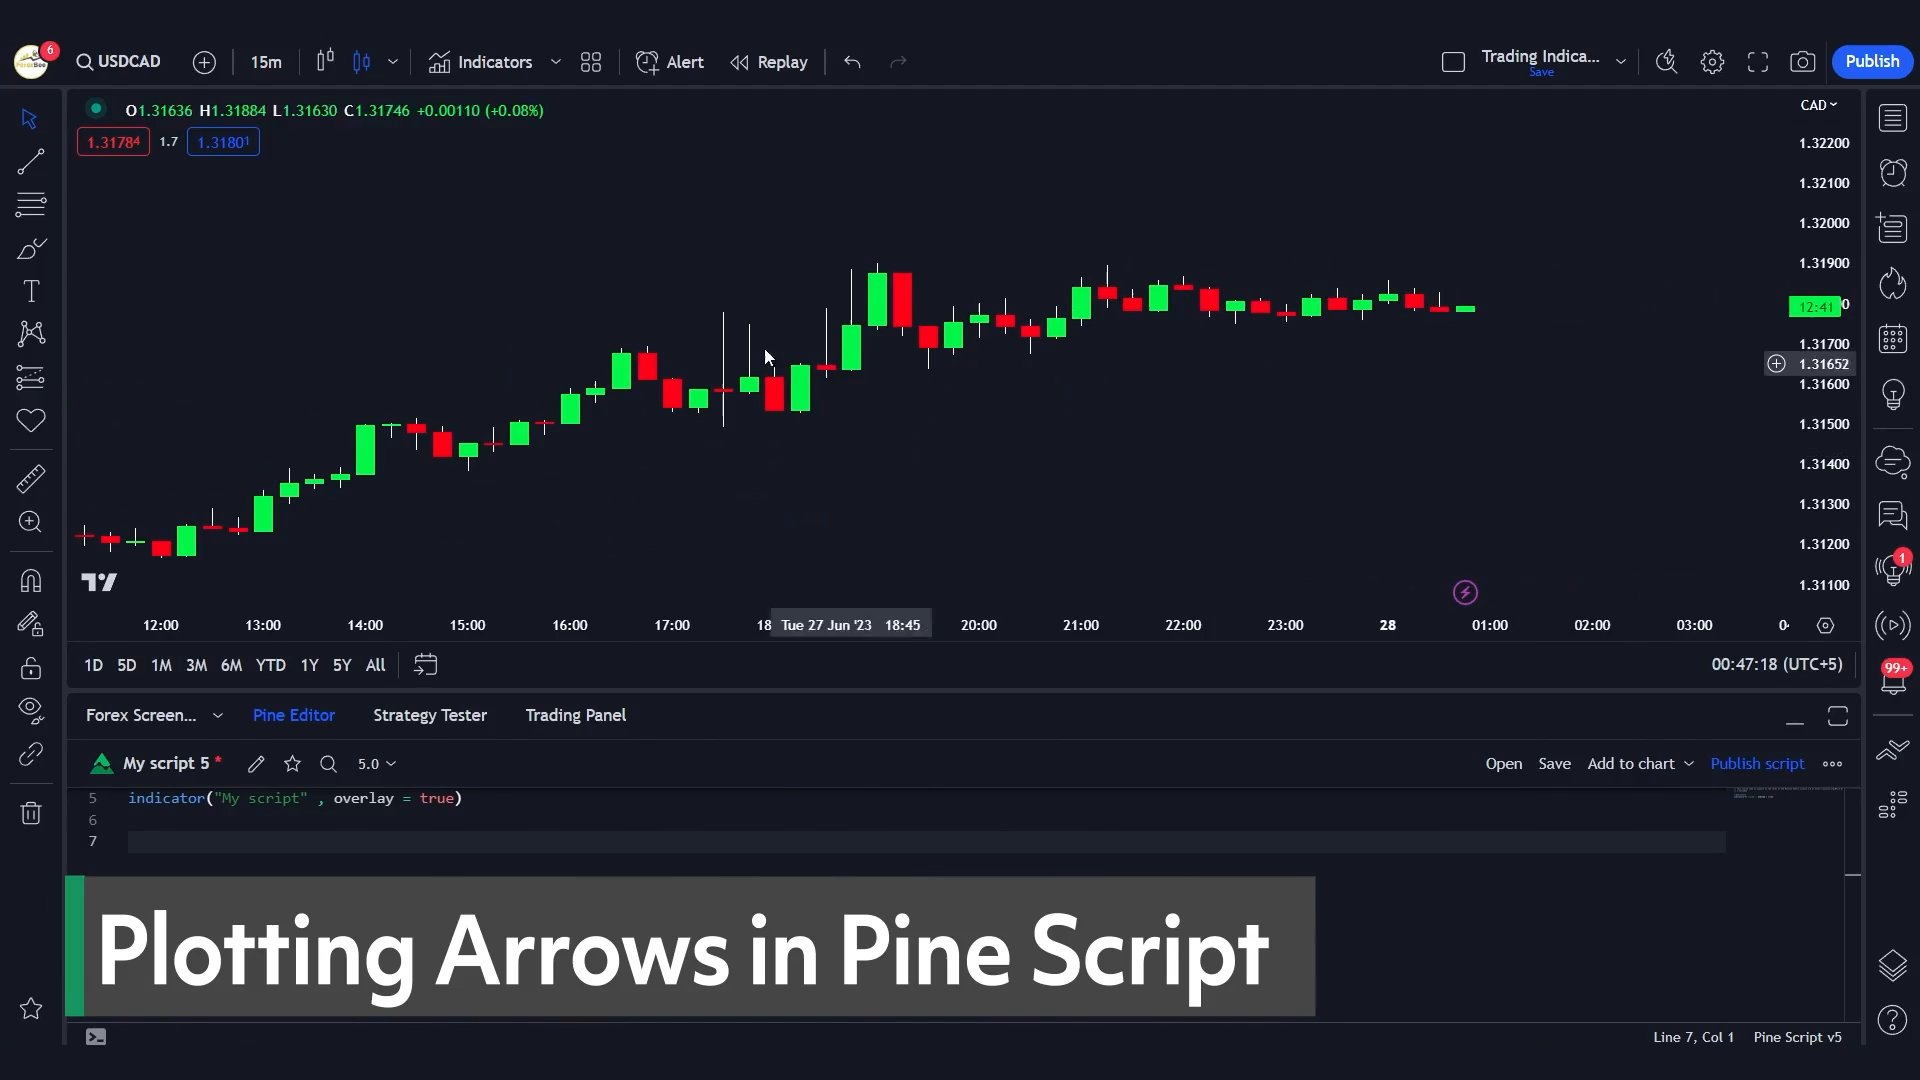 6
USDCAD
15m
Indicators
Alert
Replay
Trading Indica...
Save
Publish
O1.31636 H1.31884 L1.31630 C1.31746 +0.00110 (+0.08%)
CAD
1.31784 1.7 1.31801
1.32200
1.32100
1.32000
1.31900
12:41
1.31700
1.31652
1.31600
1.31500
1.31400
1.31300
1.31200
1.31100
1
12:00 13:00 14:00 15:00 16:00 17:00 18 Tue 27 Jun '23 18:45 20:00 21:00 22:00 23:00 28 01:00 02:00 03:00
1D 5D 1M 3M 6M YTD 1Y 5Y All
00:47:18 (UTC+5)
99+
Forex Screen... Pine Editor Strategy Tester Trading Panel
My script 5 * 5.0
Open Save Add to chart Publish script
5 indicator("My script" , overlay = true)
6
7
Plotting Arrows in Pine Script
Line 7, Col 1 Pine Script v5